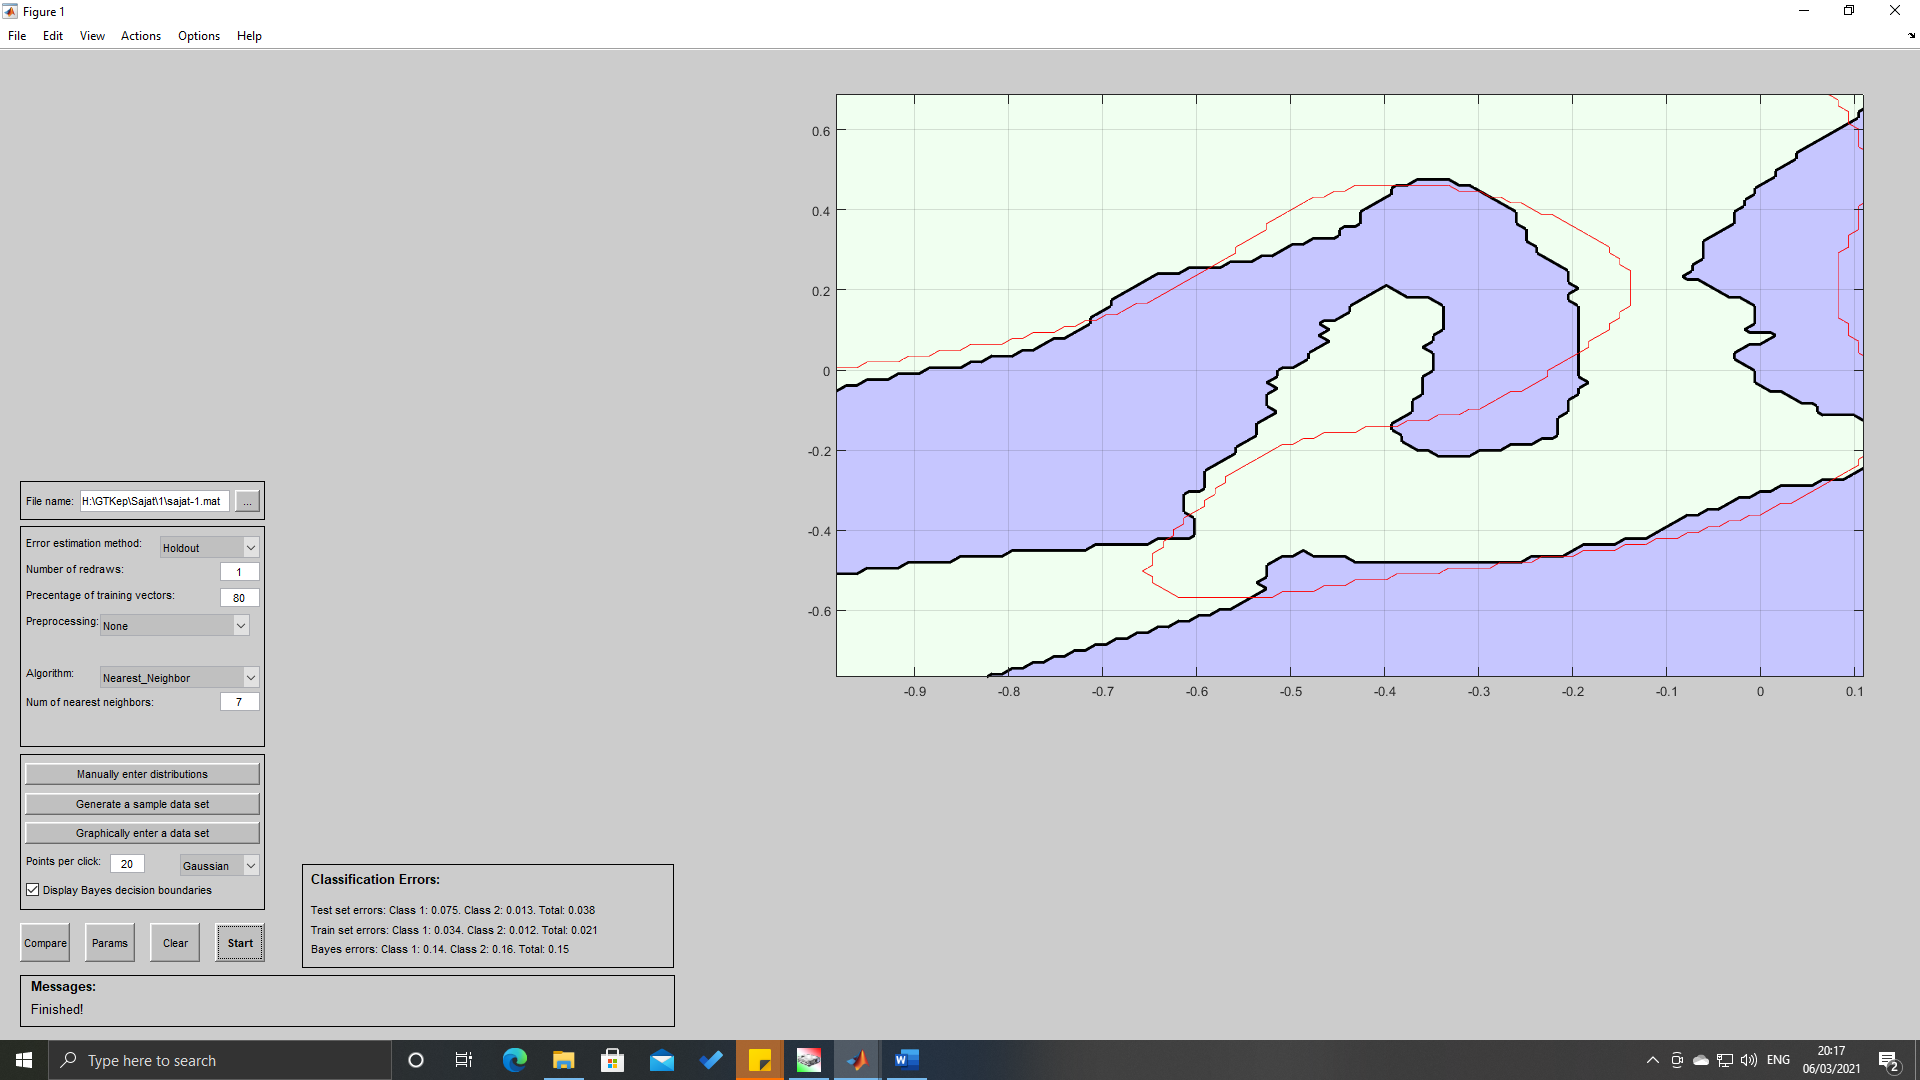 Figure 1
File Edit View Actions Options Help
0.6
0.4
0.2
0
-0.2
-0.4
-0.6
-0.9 -0.8 -0.7 -0.6 -0.5 -0.4 -0.3 -0.2 -0.1 0 0.1
File name: H:\GTKep\Sajat\1\sajat-1.mat ...
Error estimation method: Holdout
Number of redraws: 1
Precentage of training vectors: 80
Preprocessing: None
Algorithm: Nearest_Neighbor
Num of nearest neighbors: 7
Manually enter distributions
Generate a sample data set
Graphically enter a data set
Points per click: 20 Gaussian
Display Bayes decision boundaries
Compare Params Clear Start
Classification Errors:
Test set errors: Class 1: 0.075. Class 2: 0.013. Total: 0.038
Train set errors: Class 1: 0.034. Class 2: 0.012. Total: 0.021
Bayes errors: Class 1: 0.14. Class 2: 0.16. Total: 0.15
Messages:
Finished!
Type here to search
W
ENG
20:17
06/03/2021
2